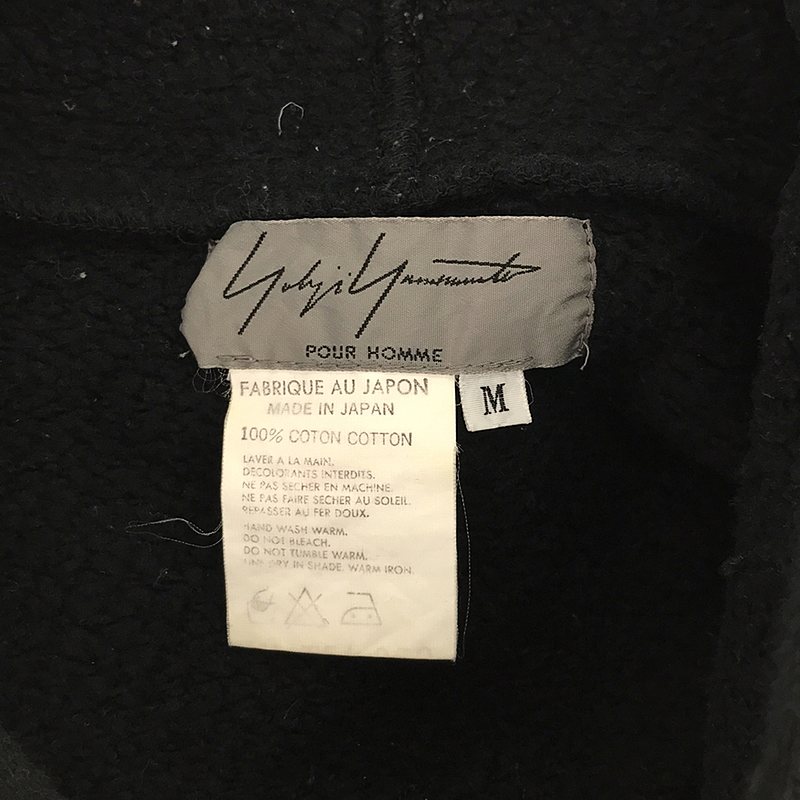 Yohji Yamamoto
POUR HOMME
FABRIQUE AU JAPON
MADE IN JAPAN
M
100% COTON COTTON
LAVER A LA MAIN.
DECOLORANTS INTERDITS.
NE PAS SECHER EN MACHINE.
NE PAS FAIRE SECHER AU SOLEIL.
REPASSER AU FER DOUX.
HAND WASH WARM.
DO NOT BLEACH.
DO NOT TUMBLE WARM.
LINE DRY IN SHADE. WARM IRON.